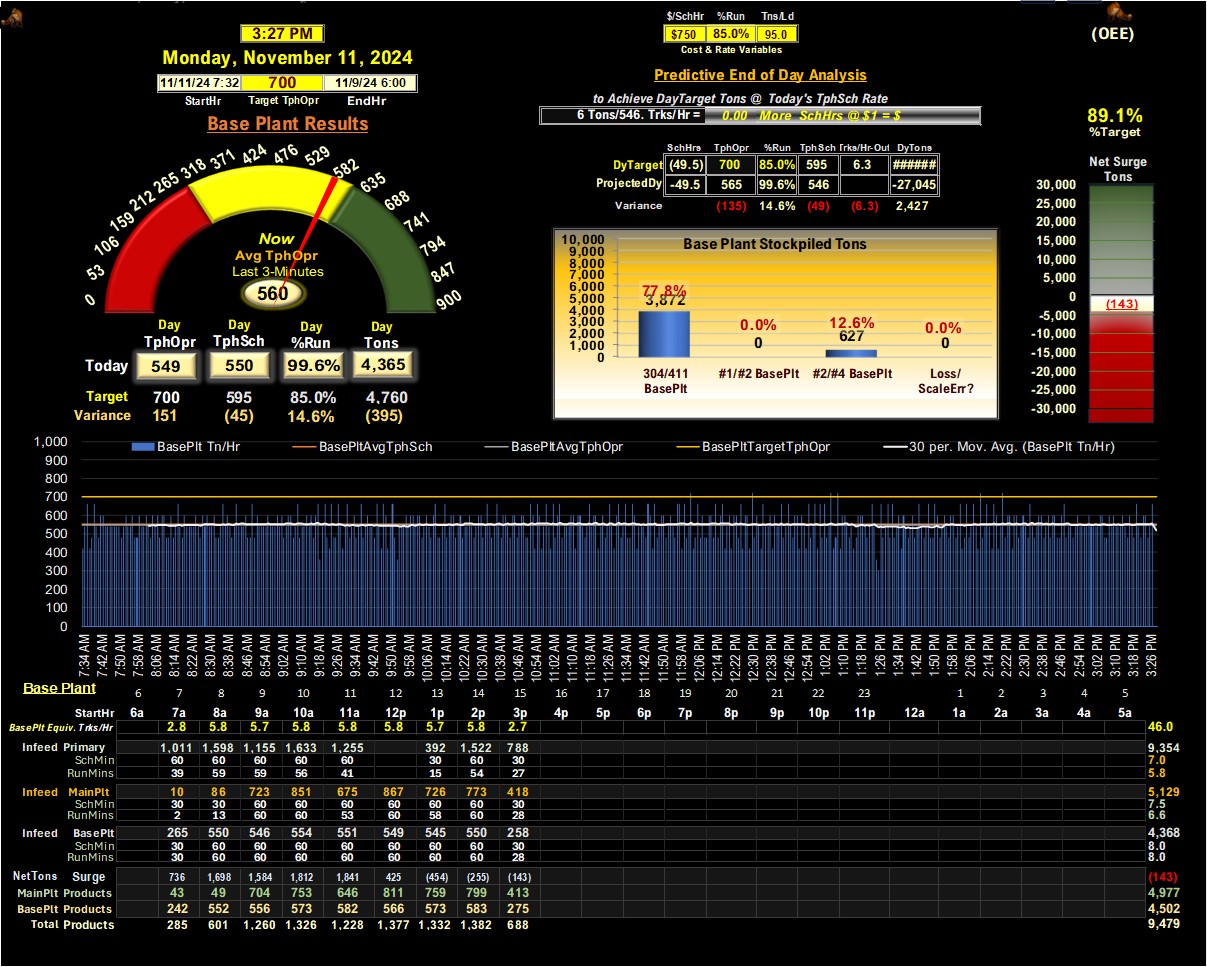 3:27 PM
Monday, November 11, 2024
11/11/24 7:32 700 11/9/24 6:00
StartHr Target TphOpr EndHr
Base Plant Results
0 53 106 159 212 265 318 371 424 476 529 582 635 688 741 794 847 900
Now
Avg TphOpr
Last 3-Minutes
560
Day Day Day Day
TphOpr TphSch %Run Tons
Today 549 550 99.6% 4,365
Target 700 595 85.0% 4,760
Variance 151 (45) 14.6% (395)
$/SchHr %Run Tns/Ld
$750 85.0% 95.0
Cost & Rate Variables
Predictive End of Day Analysis
to Achieve DayTarget Tons @ Today's TphSch Rate
6 Tons/546. Trks/Hr = 0.00 More SchHrs @ $1 = $
SchHrs TphOpr %Run TphSch Trks/Hr-Out DyTons
DyTarget (49.5) 700 85.0% 595 6.3 ######
ProjectedDy -49.5 565 99.6% 546 -27,045
Variance (135) 14.6% (49) (6.3) 2,427
Base Plant Stockpiled Tons
10,000
9,000
8,000
7,000
6,000
5,000
4,000
3,000
2,000
1,000
0
77.8% 0.0% 12.6% 0.0%
3,872 0 627 0
304/411 BasePlt #1/#2 BasePlt #2/#4 BasePlt Loss/ ScaleErr?
(OEE)
89.1%
%Target
Net Surge
Tons
30,000
25,000
20,000
15,000
10,000
5,000
0
(143)
-5,000
-10,000
-15,000
-20,000
-25,000
-30,000
BasePlt Tn/Hr BasePltAvgTphSch BasePltAvgTphOpr BasePltTargetTphOpr 30 per. Mov. Avg. (BasePlt Tn/Hr)
1,000
900
800
700
600
500
400
300
200
100
0
7:34 AM 7:42 AM 7:50 AM 7:58 AM 8:06 AM 8:14 AM 8:22 AM 8:30 AM 8:38 AM 8:46 AM 8:54 AM 9:02 AM 9:10 AM 9:18 AM 9:26 AM 9:34 AM 9:42 AM 9:50 AM 9:58 AM 10:06 AM 10:14 AM 10:22 AM 10:30 AM 10:38 AM 10:46 AM 10:54 AM 11:02 AM 11:10 AM 11:18 AM 11:26 AM 11:34 AM 11:42 AM 11:50 AM 11:58 AM 12:06 PM 12:14 PM 12:22 PM 12:30 PM 12:38 PM 12:46 PM 12:54 PM 1:02 PM 1:10 PM 1:18 PM 1:26 PM 1:34 PM 1:42 PM 1:50 PM 1:58 PM 2:06 PM 2:14 PM 2:22 PM 2:30 PM 2:38 PM 2:46 PM 2:54 PM 3:02 PM 3:10 PM 3:18 PM 3:26 PM
Base Plant 6 7 8 9 10 11 12 13 14 15 16 17 18 19 20 21 22 23 1 2 3 4 5
StartHr 6a 7a 8a 9a 10a 11a 12p 1p 2p 3p 4p 5p 6p 7p 8p 9p 10p 11p 12a 1a 2a 3a 4a 5a
BasePlt Equiv. Trks/Hr 2.8 5.8 5.7 5.8 5.8 5.8 5.7 5.8 2.7 46.0
Infeed Primary 1,011 1,598 1,155 1,633 1,255 392 1,522 788 9,354
SchMin 60 60 60 60 60 30 60 30 7.0
RunMins 39 59 59 56 41 15 54 27 5.8
Infeed MainPlt 10 86 723 851 675 867 726 773 418 5,129
SchMin 30 30 60 60 60 60 60 60 30 7.5
RunMins 2 13 60 60 53 60 58 60 28 6.6
Infeed BasePlt 265 550 546 554 551 549 545 550 258 4,368
SchMin 30 60 60 60 60 60 60 60 30 8.0
RunMins 30 60 60 60 60 60 60 60 28 8.0
NetTons Surge 736 1,698 1,584 1,812 1,841 425 (454) (255) (143) (143)
MainPlt Products 43 49 704 753 646 811 759 799 413 4,977
BasePlt Products 242 552 556 573 582 566 573 583 275 4,502
Total Products 285 601 1,260 1,326 1,228 1,377 1,332 1,382 688 9,479